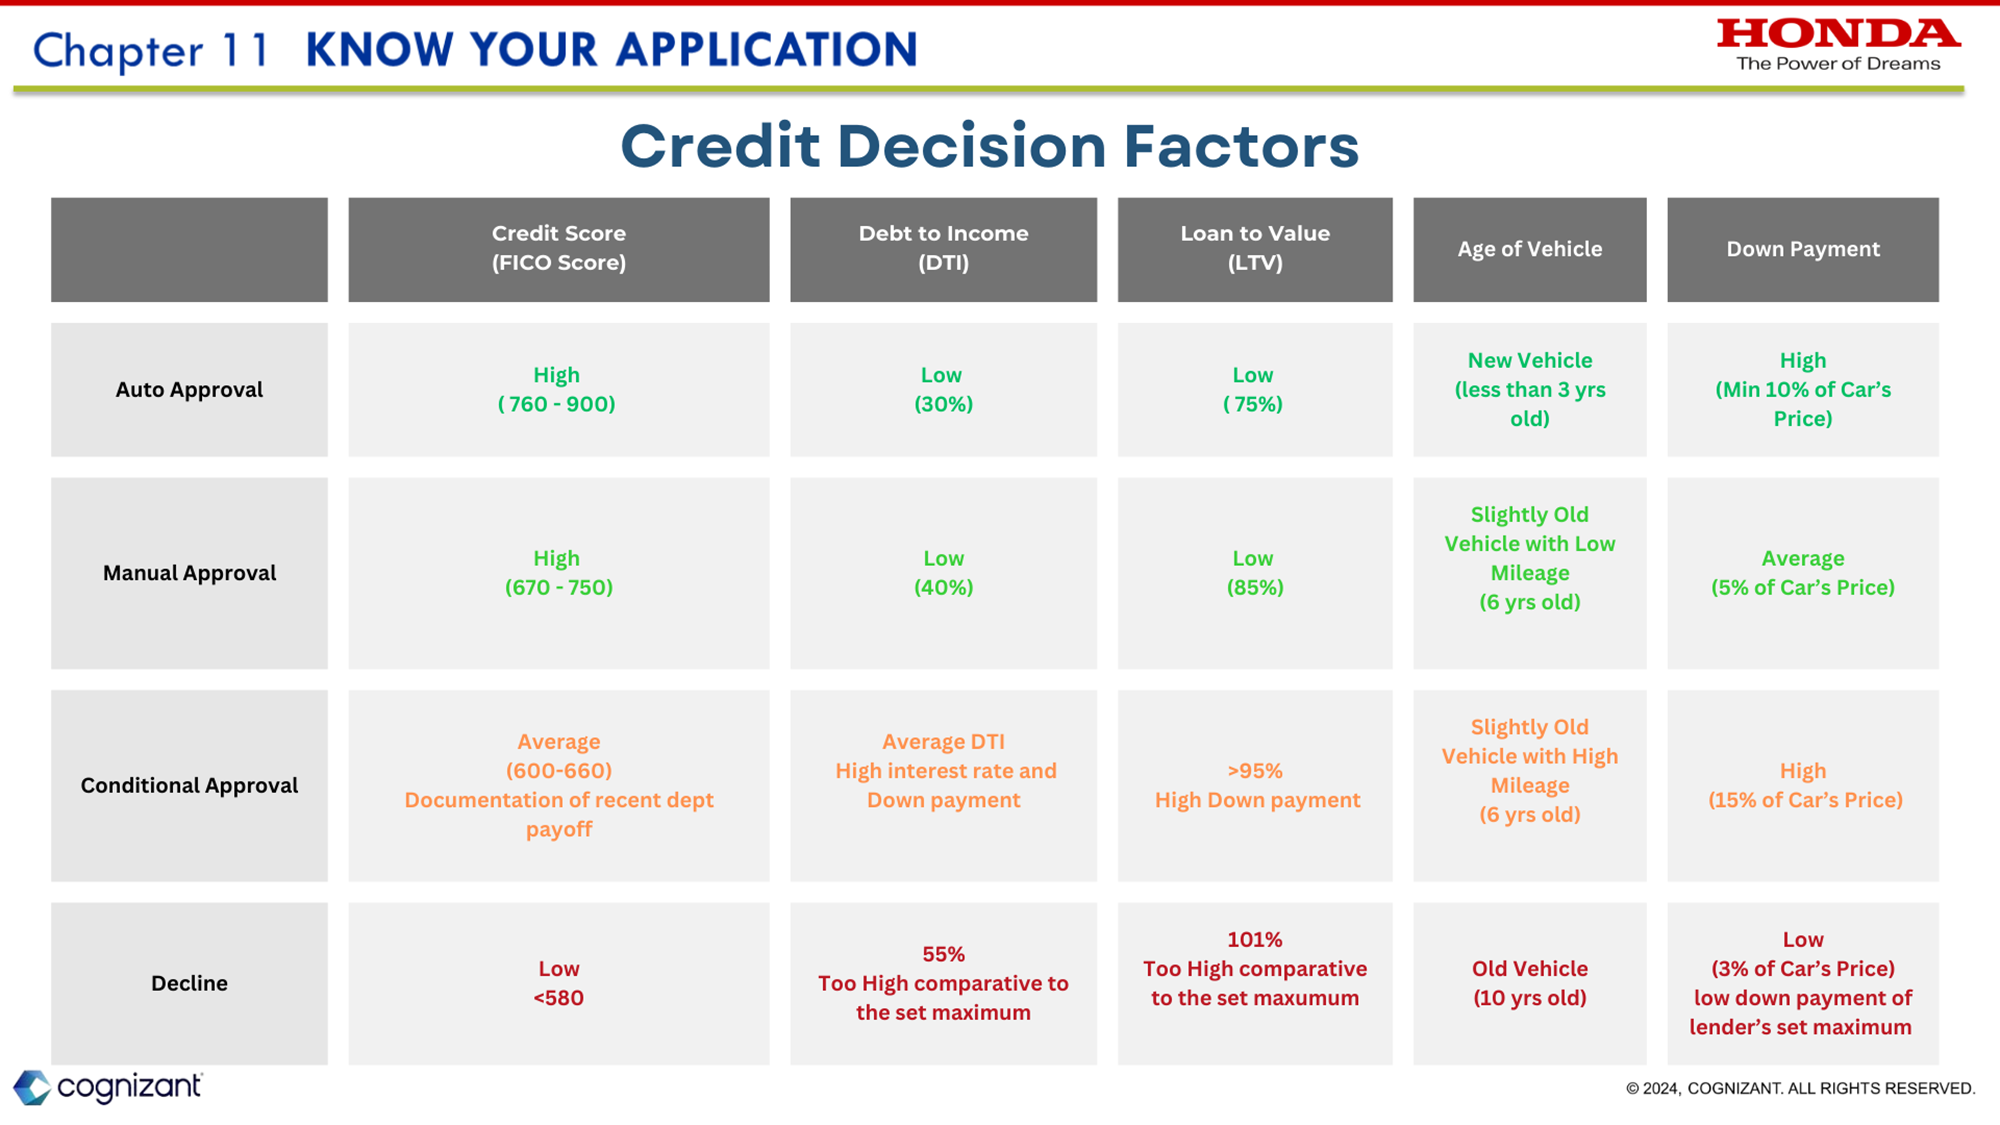 Chapter 11 KNOW YOUR APPLICATION
HONDA
The Power of Dreams
Credit Decision Factors
Credit Score
(FICO Score)
Debt to Income
(DTI)
Loan to Value
(LTV)
Age of Vehicle
Down Payment
Auto Approval
High
( 760 - 900)
Low
(30%)
Low
( 75%)
New Vehicle
(less than 3 yrs
old)
High
(Min 10% of Car’s
Price)
Manual Approval
High
(670 - 750)
Low
(40%)
Low
(85%)
Slightly Old
Vehicle with Low
Mileage
(6 yrs old)
Average
(5% of Car’s Price)
Conditional Approval
Average
(600-660)
Documentation of recent dept
payoff
Average DTI
High interest rate and
Down payment
>95%
High Down payment
Slightly Old
Vehicle with High
Mileage
(6 yrs old)
High
(15% of Car’s Price)
Decline
Low
<580
55%
Too High comparative to
the set maximum
101%
Too High comparative
to the set maxumum
Old Vehicle
(10 yrs old)
Low
(3% of Car’s Price)
low down payment of
lender’s set maximum
cognizant
© 2024, COGNIZANT. ALL RIGHTS RESERVED.